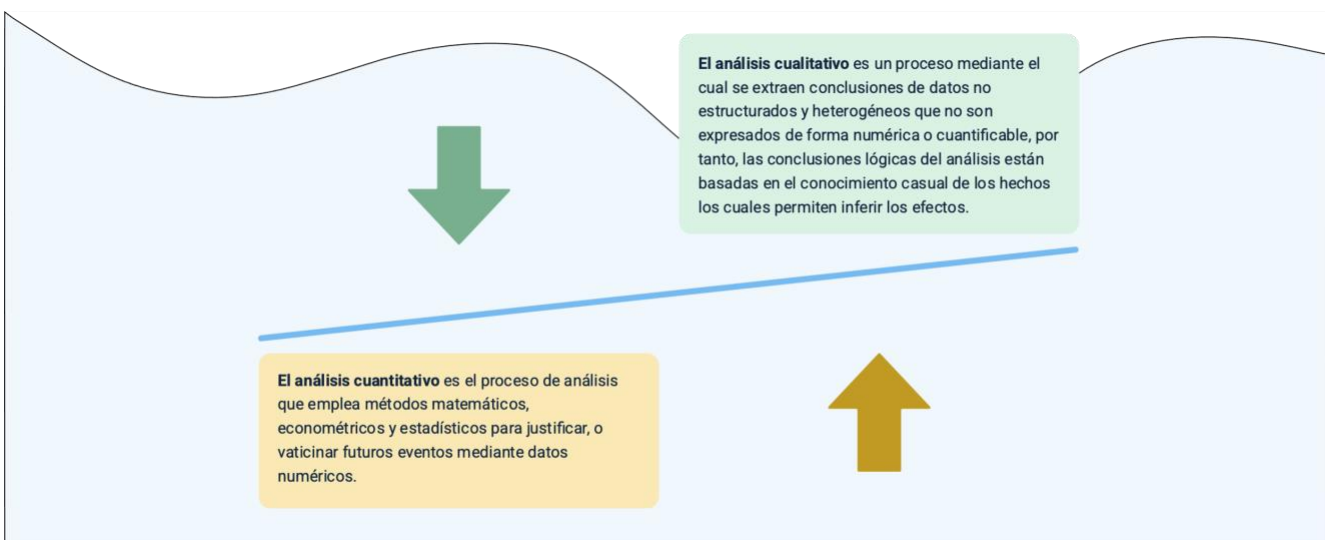 El análisis cualitativo es un proceso mediante el
cual se extraen conclusiones de datos no
estructurados y heterogéneos que no son
expresados de forma numérica o cuantificable, por
tanto, las conclusiones lógicas del análisis están
basadas en el conocimiento casual de los hechos
los cuales permiten inferir los efectos.
El análisis cuantitativo es el proceso de análisis
que emplea métodos matemáticos,
econométricos y estadísticos para justificar, o
vaticinar futuros eventos mediante datos
numéricos.